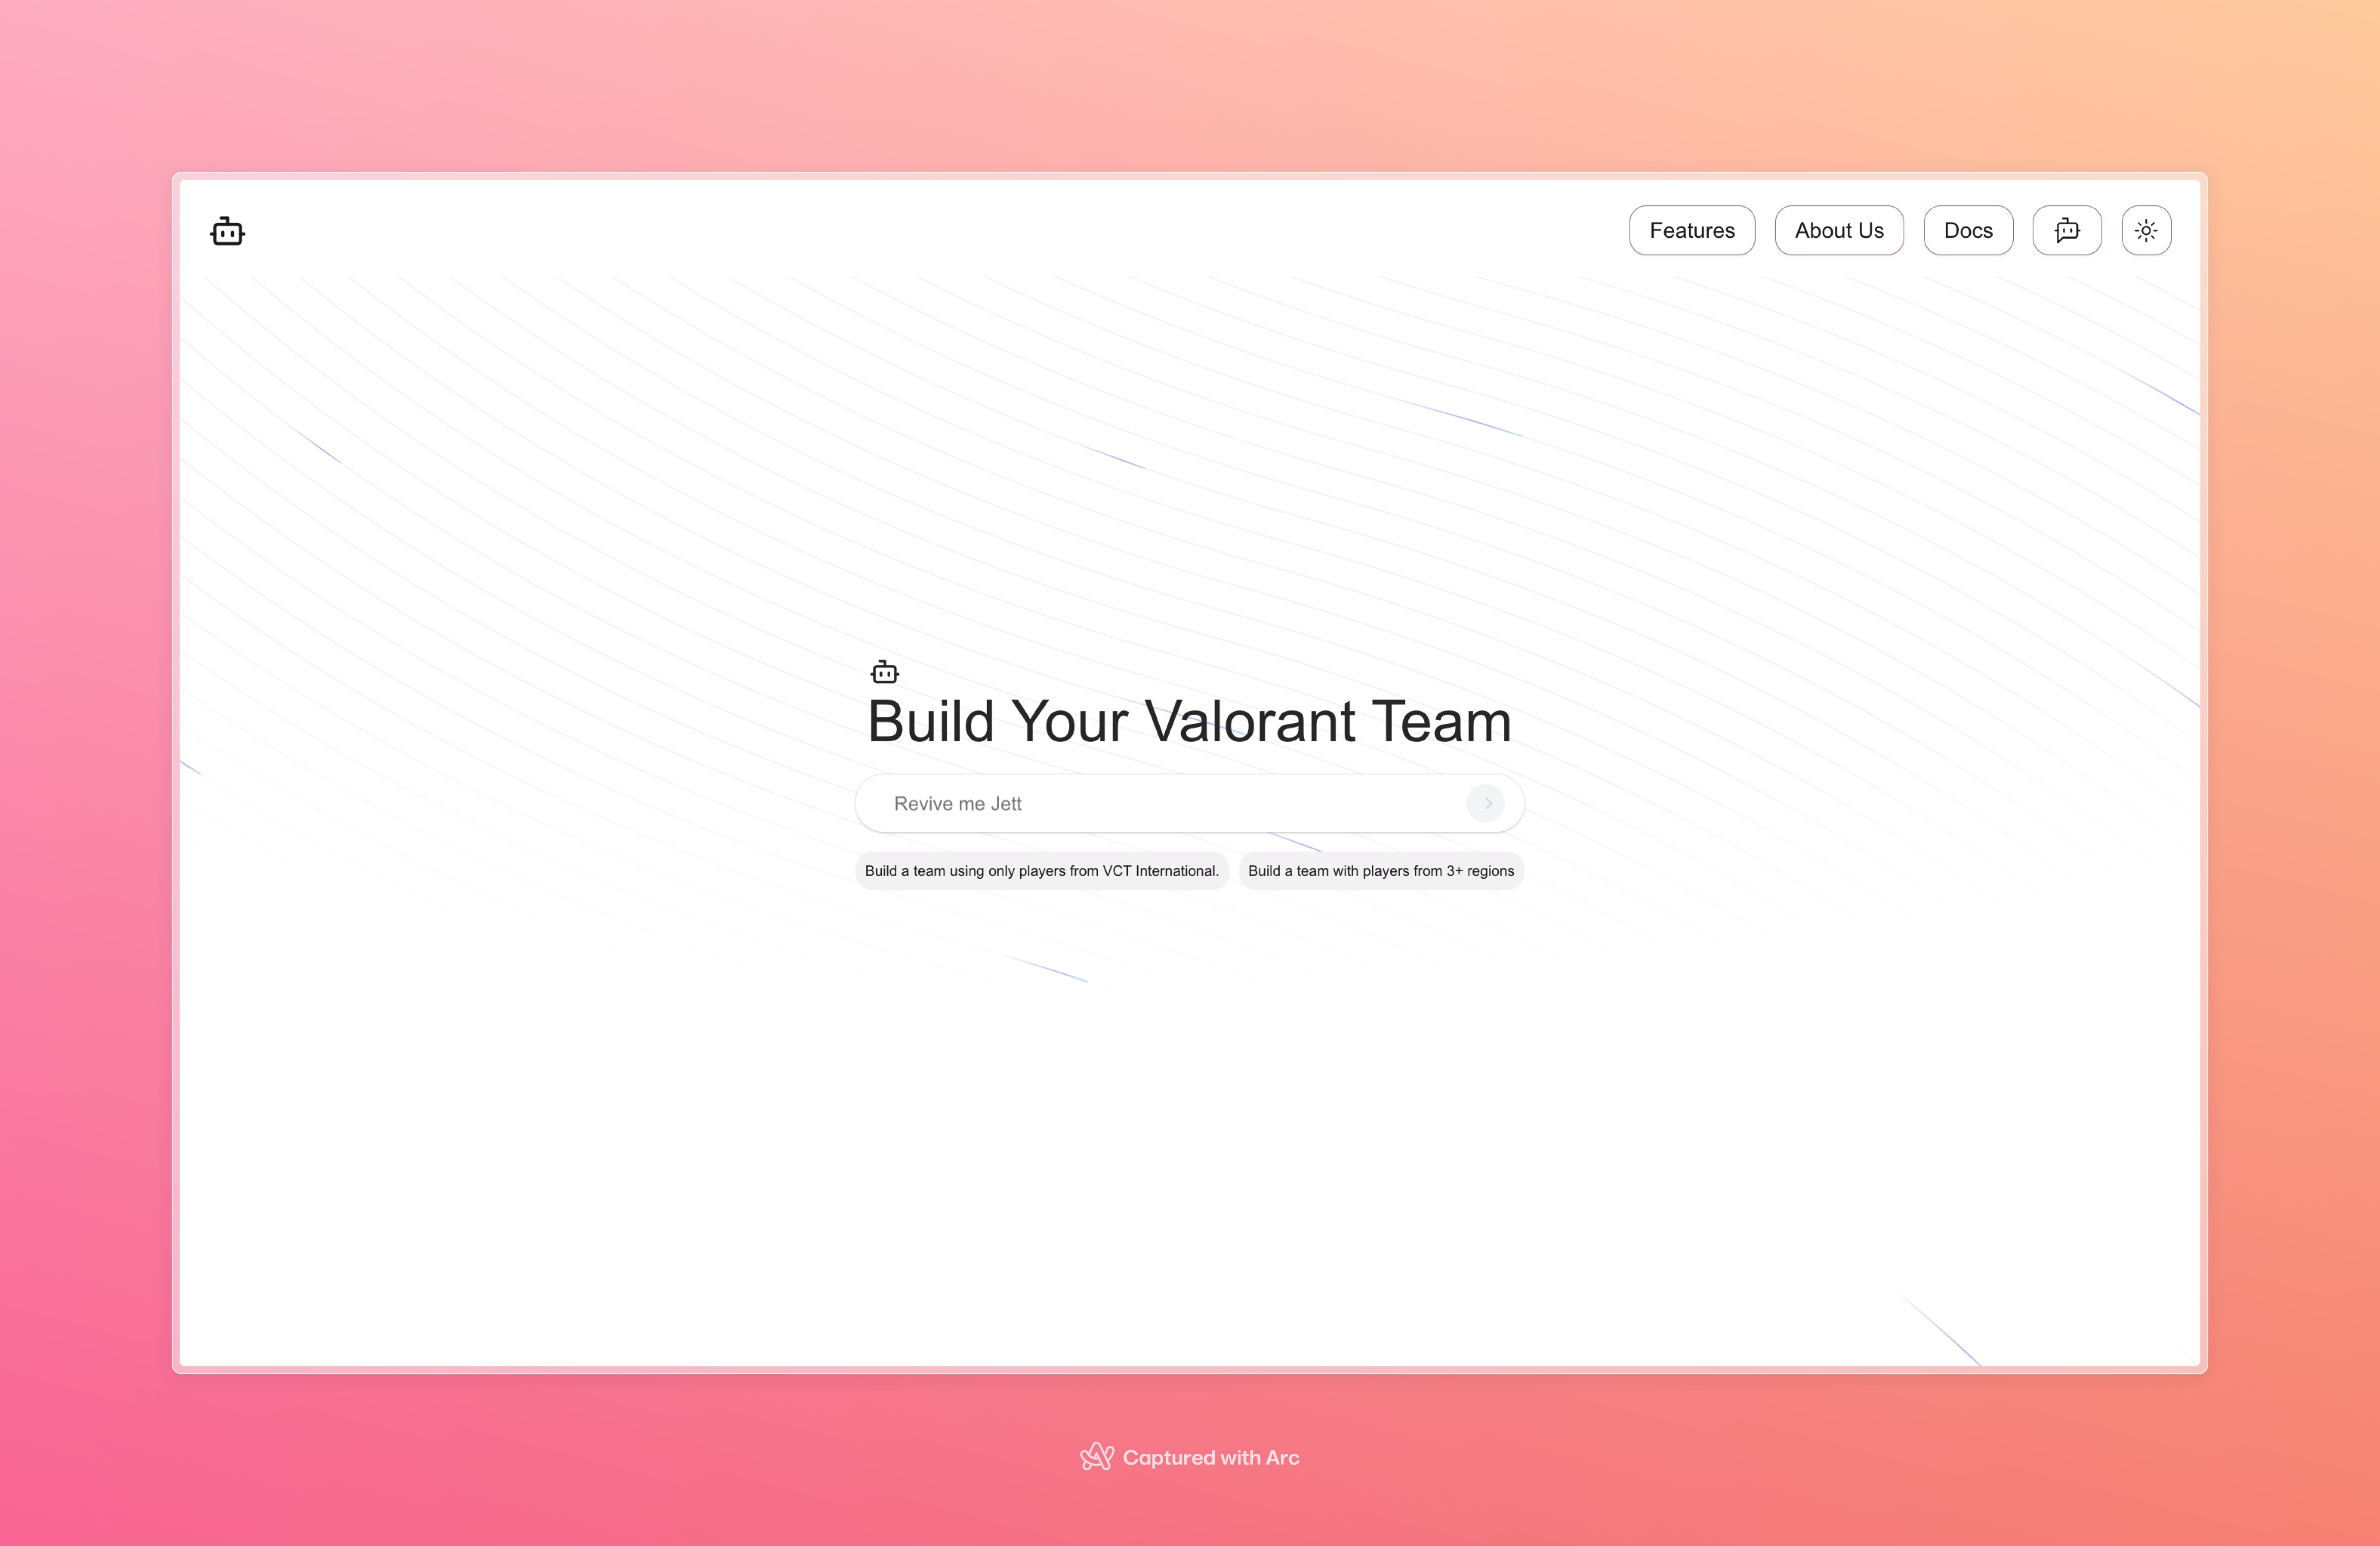 Features About Us Docs
Build Your Valorant Team
Revive me Jett
Build a team using only players from VCT International. Build a team with players from 3+ regions
Captured with Arc